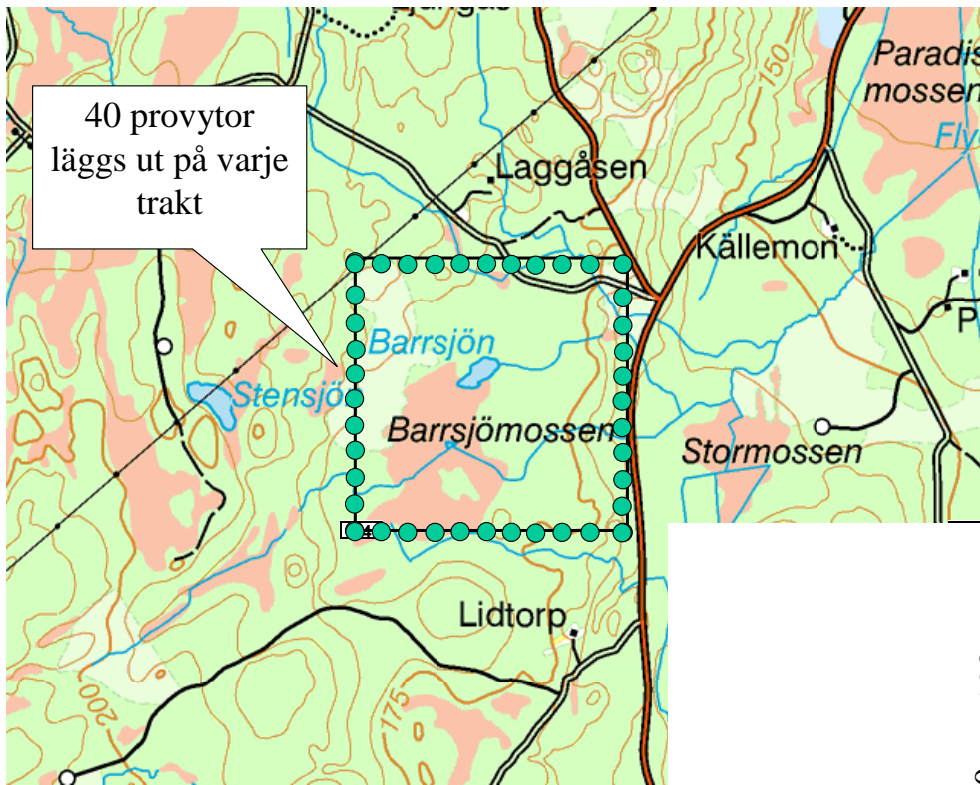 40 provytor
läggs ut på varje
trakt
150
Paradis
mossen
Fly
Laggåsen
Källemon
P
Barrsjön
Stensjö
Barrsjömossen
Stormossen
Lidtorp
200
175